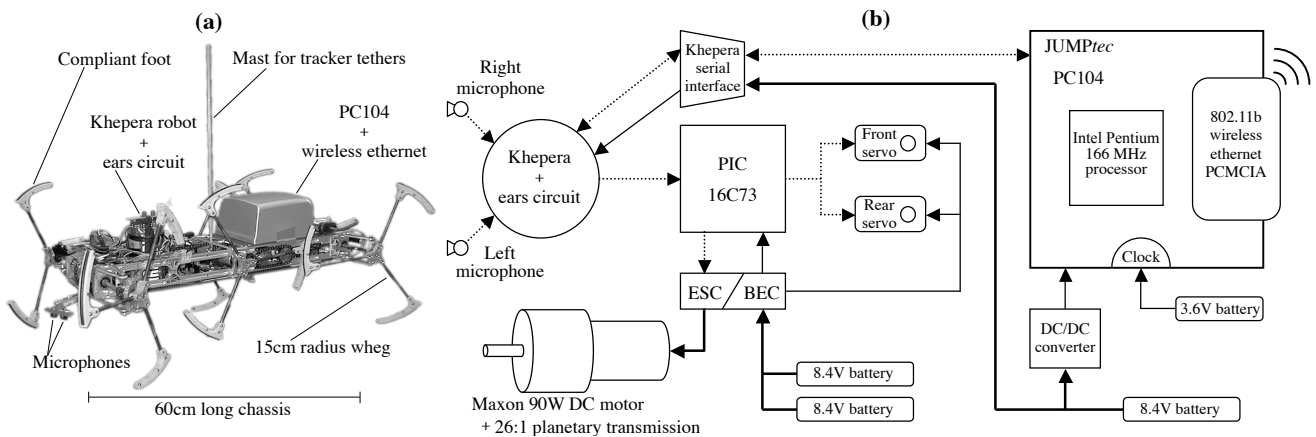 (a)
Compliant foot
Mast for tracker tethers
Khepera robot
+
ears circuit
PC104
+
wireless ethernet
Microphones
15cm radius wheg
60cm long chassis
(b)
Right
microphone
Khepera
+
ears circuit
Left
microphone
Khepera
serial
interface
PIC
16C73
Front
servo
Rear
servo
ESC
BEC
Maxon 90W DC motor
+ 26:1 planetary transmission
8.4V battery
8.4V battery
JUMPtec
PC104
Intel Pentium
166 MHz
processor
802.11b
wireless
ethernet
PCMCIA
Clock
3.6V battery
DC/DC
converter
8.4V battery